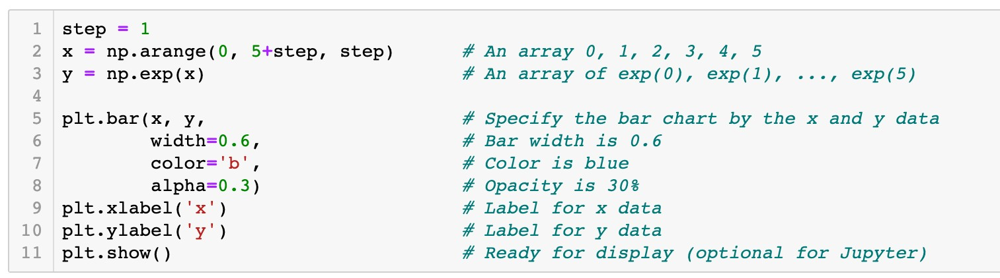 1 step = 1
2 x = np.arange(0, 5+step, step)      # An array 0, 1, 2, 3, 4, 5
3 y = np.exp(x)                       # An array of exp(0), exp(1), ..., exp(5)
4
5 plt.bar(x, y,                       # Specify the bar chart by the x and y data
6         width=0.6,                  # Bar width is 0.6
7         color='b',                  # Color is blue
8         alpha=0.3)                  # Opacity is 30%
9 plt.xlabel('x')                     # Label for x data
10 plt.ylabel('y')                     # Label for y data
11 plt.show()                          # Ready for display (optional for Jupyter)